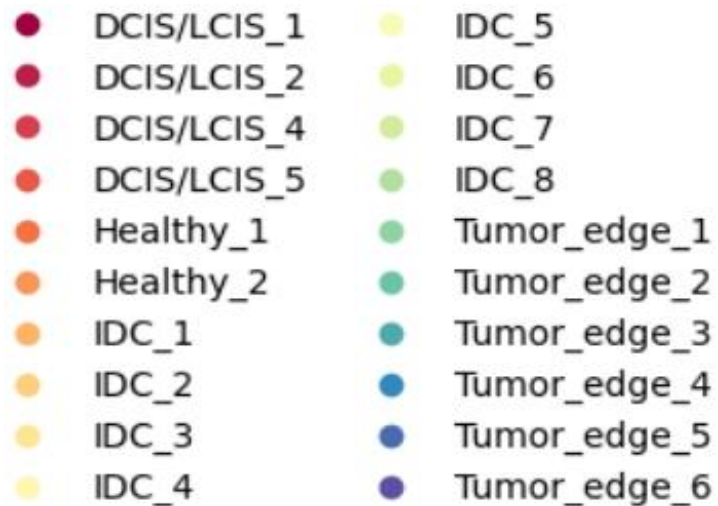 DCIS/LCIS_1
DCIS/LCIS_2
DCIS/LCIS_4
DCIS/LCIS_5
Healthy_1
Healthy_2
IDC_1
IDC_2
IDC_3
IDC_4
IDC_5
IDC_6
IDC_7
IDC_8
Tumor_edge_1
Tumor_edge_2
Tumor_edge_3
Tumor_edge_4
Tumor_edge_5
Tumor_edge_6